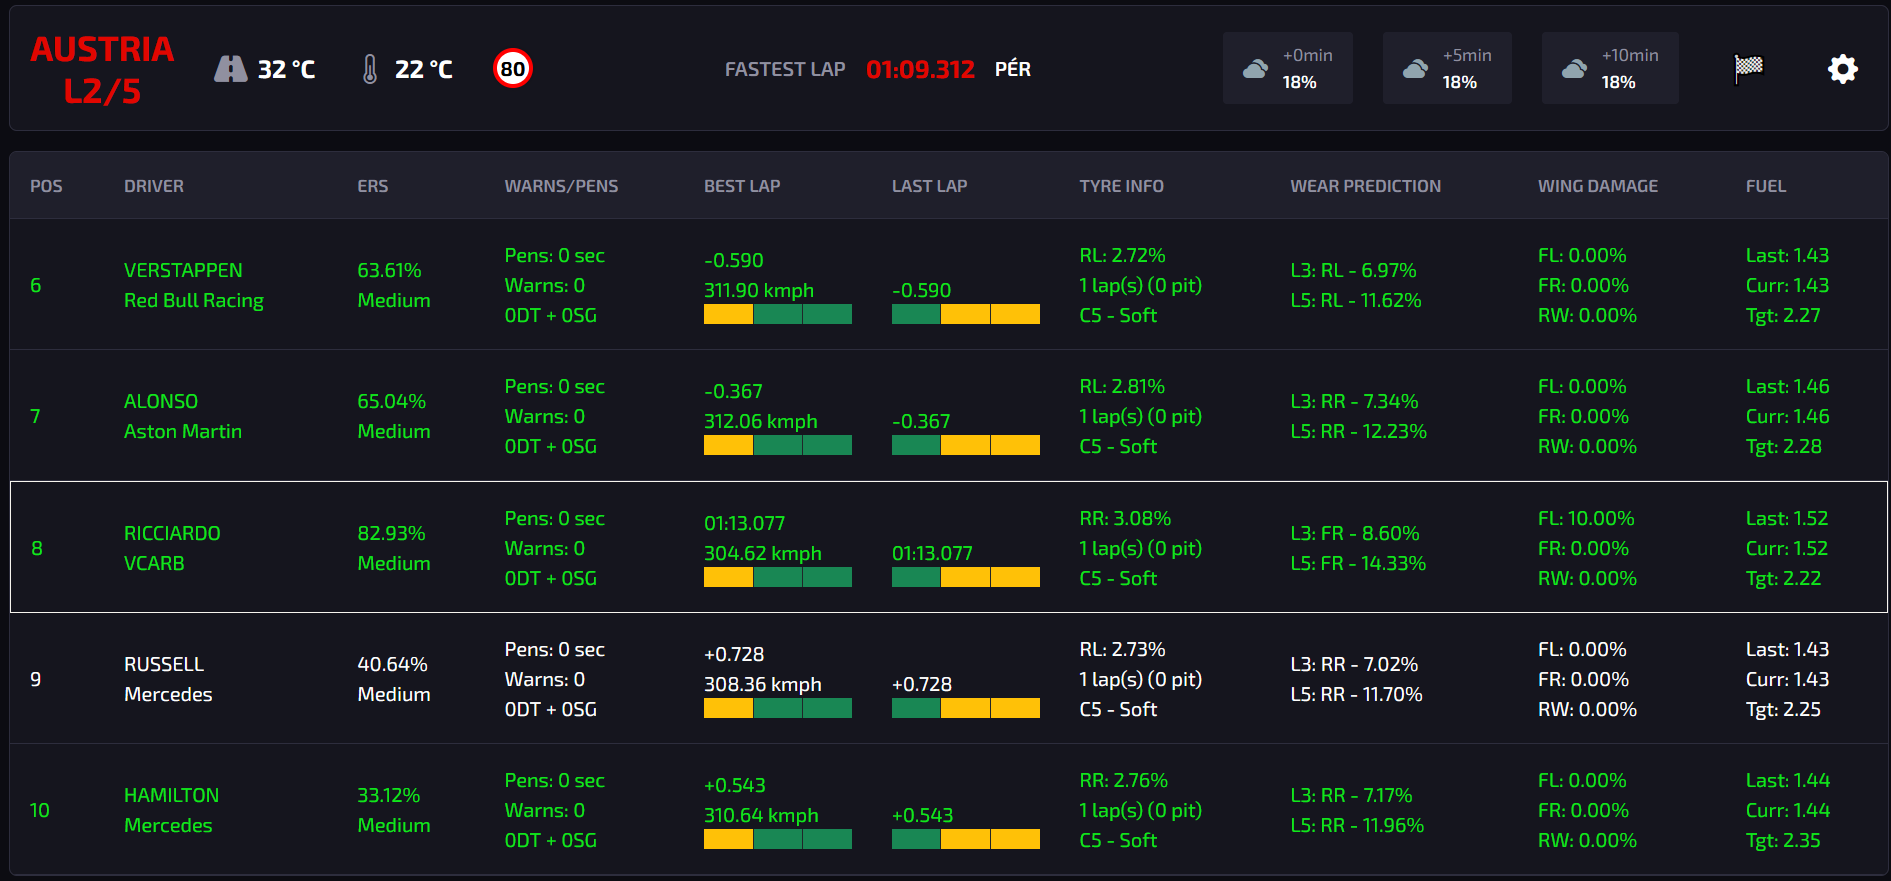 AUSTRIA
L2/5
32 °C
22 °C
80
FASTEST LAP 01:09.312 PÉR
+0min
18%
+5min
18%
+10min
18%
POS DRIVER ERS WARNS/PENS BEST LAP LAST LAP TYRE INFO WEAR PREDICTION WING DAMAGE FUEL
6
VERSTAPPEN
Red Bull Racing
63.61%
Medium
Pens: 0 sec
Warns: 0
0DT + 0SG
-0.590
311.90 kmph
-0.590
RL: 2.72%
1 lap(s) (0 pit)
C5 - Soft
L3: RL - 6.97%
L5: RL - 11.62%
FL: 0.00%
FR: 0.00%
RW: 0.00%
Last: 1.43
Curr: 1.43
Tgt: 2.27
7
ALONSO
Aston Martin
65.04%
Medium
Pens: 0 sec
Warns: 0
0DT + 0SG
-0.367
312.06 kmph
-0.367
RL: 2.81%
1 lap(s) (0 pit)
C5 - Soft
L3: RR - 7.34%
L5: RR - 12.23%
FL: 0.00%
FR: 0.00%
RW: 0.00%
Last: 1.46
Curr: 1.46
Tgt: 2.28
8
RICCIARDO
VCARB
82.93%
Medium
Pens: 0 sec
Warns: 0
0DT + 0SG
01:13.077
304.62 kmph
01:13.077
RR: 3.08%
1 lap(s) (0 pit)
C5 - Soft
L3: FR - 8.60%
L5: FR - 14.33%
FL: 10.00%
FR: 0.00%
RW: 0.00%
Last: 1.52
Curr: 1.52
Tgt: 2.22
9
RUSSELL
Mercedes
40.64%
Medium
Pens: 0 sec
Warns: 0
0DT + 0SG
+0.728
308.36 kmph
+0.728
RL: 2.73%
1 lap(s) (0 pit)
C5 - Soft
L3: RR - 7.02%
L5: RR - 11.70%
FL: 0.00%
FR: 0.00%
RW: 0.00%
Last: 1.43
Curr: 1.43
Tgt: 2.25
10
HAMILTON
Mercedes
33.12%
Medium
Pens: 0 sec
Warns: 0
0DT + 0SG
+0.543
310.64 kmph
+0.543
RR: 2.76%
1 lap(s) (0 pit)
C5 - Soft
L3: RR - 7.17%
L5: RR - 11.96%
FL: 0.00%
FR: 0.00%
RW: 0.00%
Last: 1.44
Curr: 1.44
Tgt: 2.35